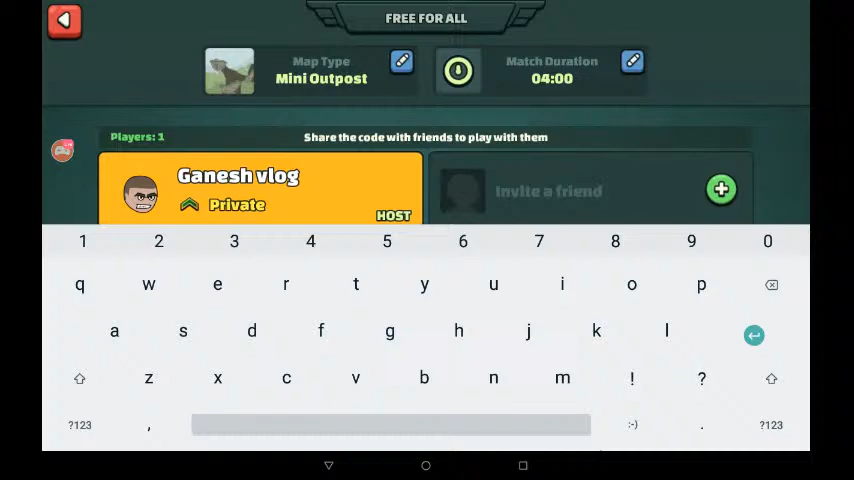 FREE FOR ALL
Map Type
Mini Outpost
Match Duration
04:00
Players: 1
Share the code with friends to play with them
Ganesh vlog
Private
HOST
Invite a friend
1 2 3 4 5 6 7 8 9 0
q w e r t y u i o p
a s d f g h j k l
z x c v b n m ! ?
?123 , :-) . ?123